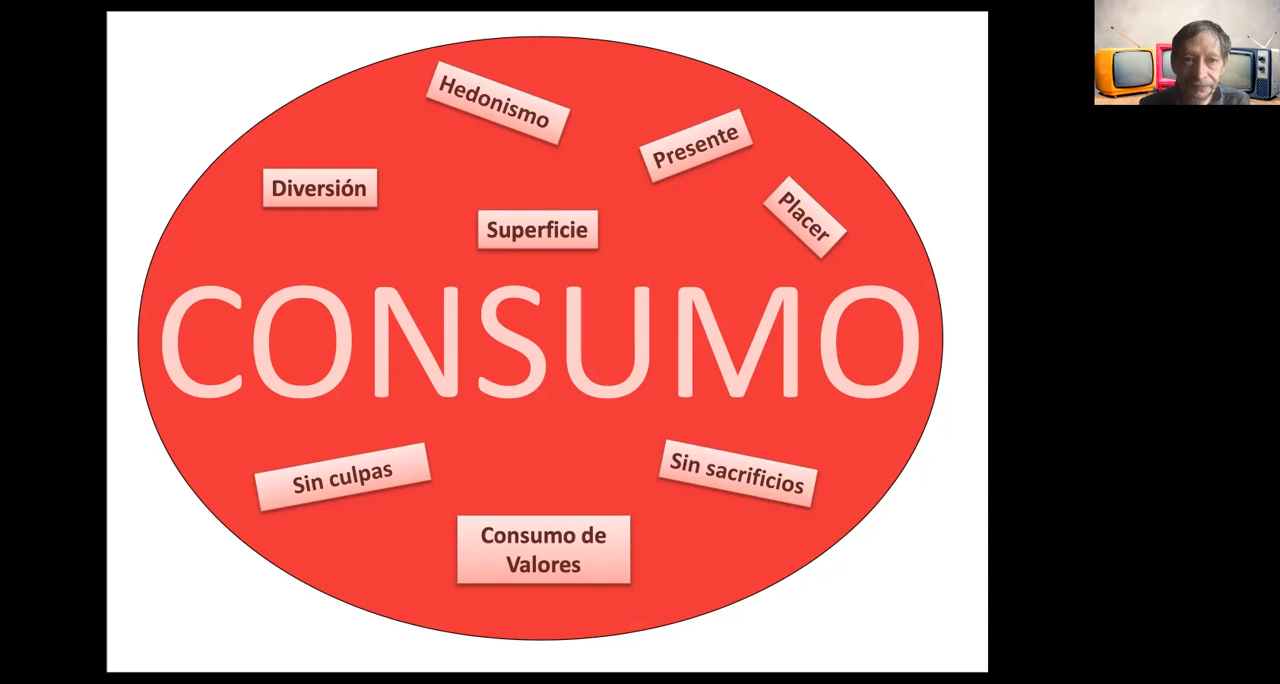 Hedonismo
Presente
Diversión
Placer
Superficie
CONSUMO
Sin culpas
Sin sacrificios
Consumo de
Valores